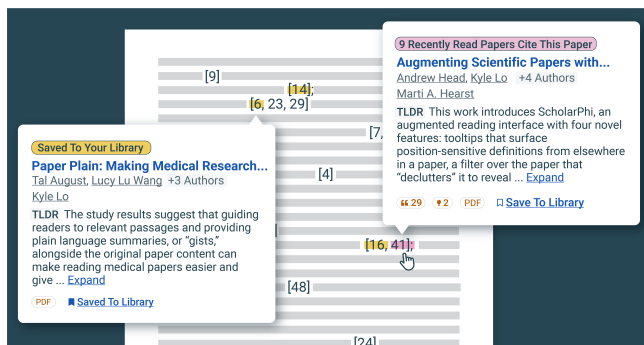 [9]
[14];
[6, 23, 29]
[7,
[4]
[16, 41];
[48]
[24]
9 Recently Read Papers Cite This Paper
Augmenting Scientific Papers with...
Andrew Head, Kyle Lo +4 Authors
Marti A. Hearst
TLDR This work introduces ScholarPhi, an
augmented reading interface with four novel
features: tooltips that surface
position-sensitive definitions from elsewhere
in a paper, a filter over the paper that
“declutters” it to reveal ... Expand
29 2 PDF Save To Library
Saved To Your Library
Paper Plain: Making Medical Research...
Tal August, Lucy Lu Wang +3 Authors
Kyle Lo
TLDR The study results suggest that guiding
readers to relevant passages and providing
plain language summaries, or “gists,”
alongside the original paper content can
make reading medical papers easier and
give ... Expand
PDF Saved To Library